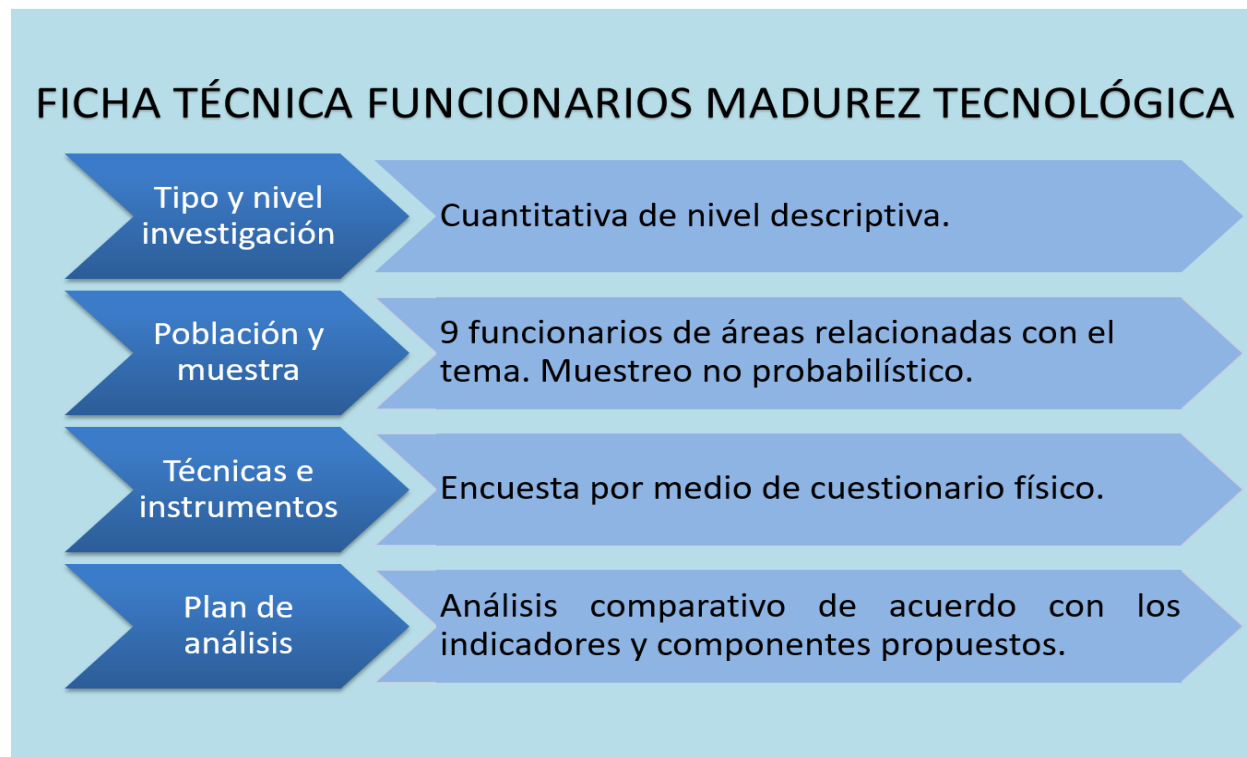 FICHA TÉCNICA FUNCIONARIOS MADUREZ TECNOLÓGICA
Tipo y nivel
investigación
Cuantitativa de nivel descriptiva.
Población y
muestra
9 funcionarios de áreas relacionadas con el
tema. Muestreo no probabilístico.
Técnicas e
instrumentos
Encuesta por medio de cuestionario físico.
Plan de
análisis
Análisis comparativo de acuerdo con los
indicadores y componentes propuestos.